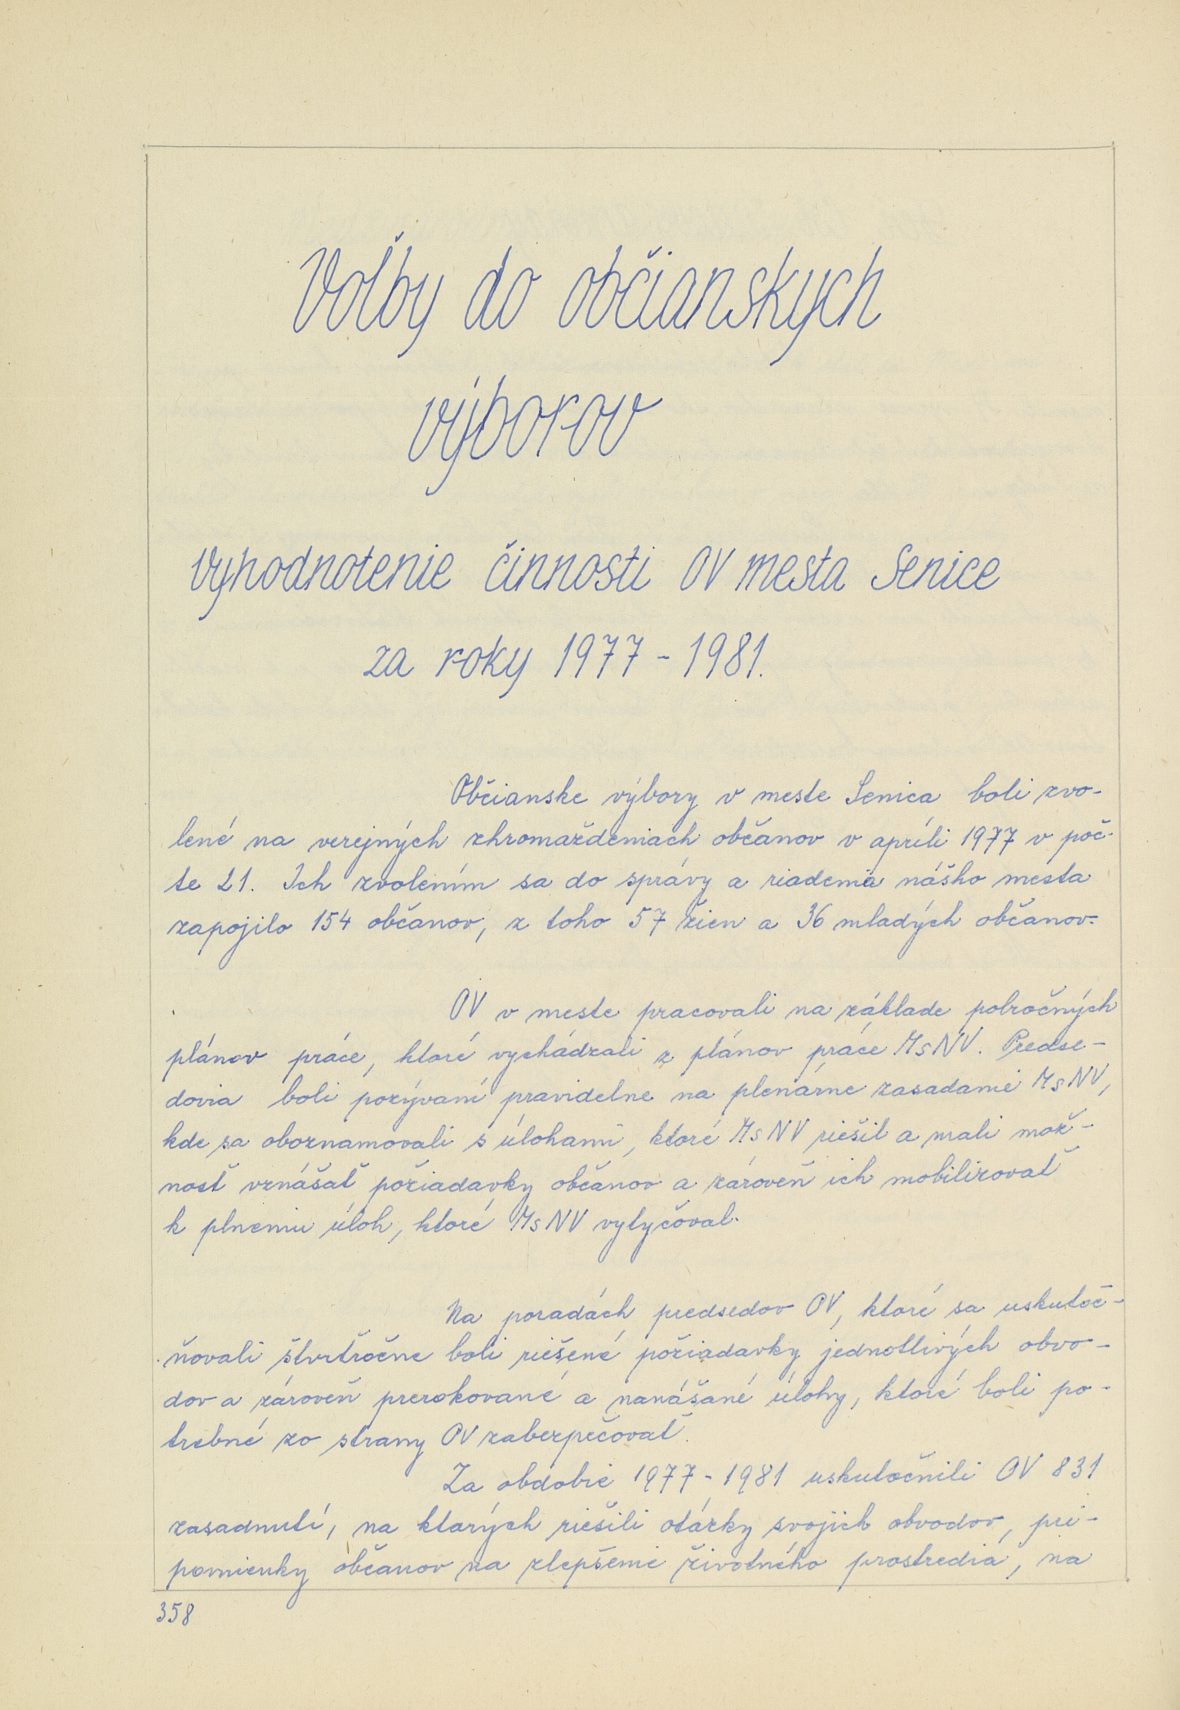 Voľby do občianskych
výborov
Vyhodnotenie činnosti OV mesta Senice
za roky 1977 - 1981.
Občianske výbory v meste Senica boli zvo-
lené na verejných zhromaždeniach občanov v apríli 1977 v poč-
te 21. Ich zvolením sa do správy a riadenia nášho mesta
zapojilo 154 občanov, z toho 57 žien a 36 mladých občanov.
OV v meste pracovali na základe polročných
plánov práce, ktoré vychádzali z plánov práce MsNV. Predse-
dovia boli pozývaní pravidelne na plenárne zasadanie MsNV,
kde sa oboznamovali s úlohami, ktoré MsNV riešil a mali mož-
nosť vznášať požiadavky občanov a zároveň ich mobilizovať
k plneniu úloh, ktoré MsNV vytyčoval.
Na poradách predsedov OV, ktoré sa uskutoč-
ňovali štvrťročne boli riešené požiadavky jednotlivých obvo-
dov a zároveň prerokované a nanášané úlohy, ktoré boli po-
trebné zo strany OV zabezpečovať.
Za obdobie 1977 - 1981 uskutočnili OV 831
zasadnutí, na ktarých riešili otázky svojich obvodov, pri-
pomienky občanov na zlepšenie životného prostredia, na
358